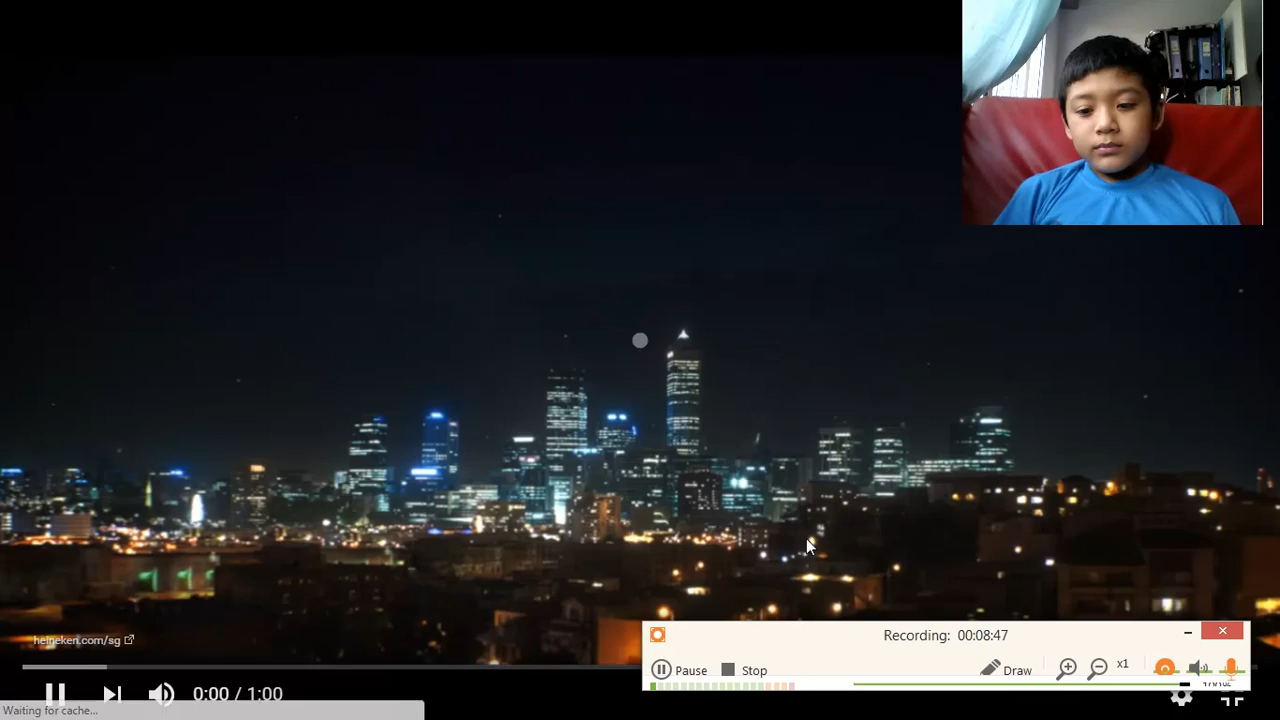 heineken.com/sg
Recording: 00:08:47
Pause
Stop
Draw
x1
0:00 / 1:00
Waiting for cache...